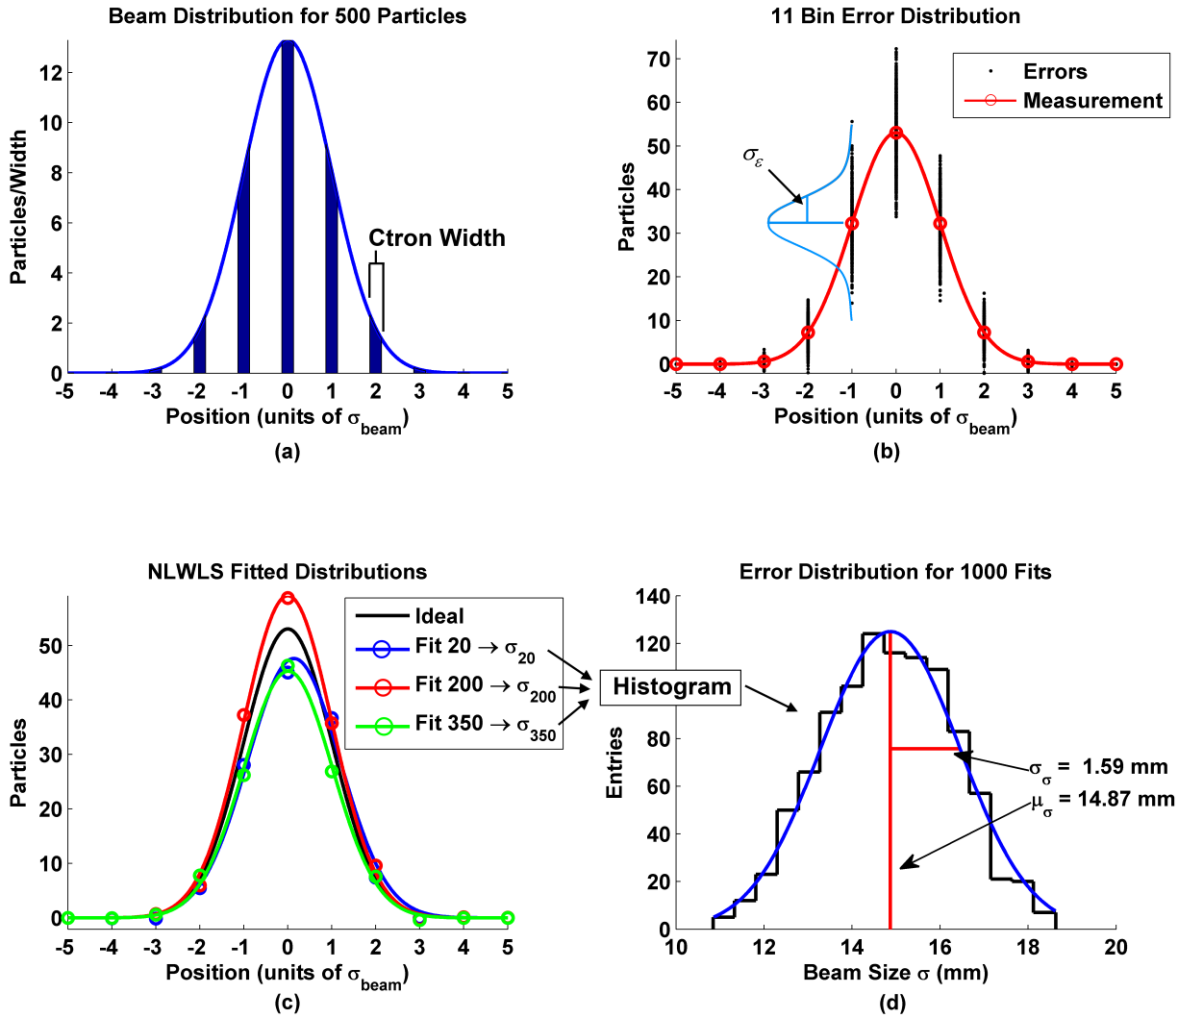 Beam Distribution for 500 Particles
Particles/Width
12
10
8
6
4
2
0
Ctron Width
-5 -4 -3 -2 -1 0 1 2 3 4 5
Position (units of σbeam)
(a)
11 Bin Error Distribution
Particles
70
60
50
40
30
20
10
0
Errors
Measurement
σε
-5 -4 -3 -2 -1 0 1 2 3 4 5
Position (units of σbeam)
(b)
NLWLS Fitted Distributions
Particles
50
40
30
20
10
0
Ideal
Fit 20 → σ20
Fit 200 → σ200
Fit 350 → σ350
-5 -4 -3 -2 -1 0 1 2 3 4 5
Position (units of σbeam)
(c)
Histogram
Error Distribution for 1000 Fits
Entries
140
120
100
80
60
40
20
0
σσ = 1.59 mm
μσ = 14.87 mm
10 12 14 16 18 20
Beam Size σ (mm)
(d)